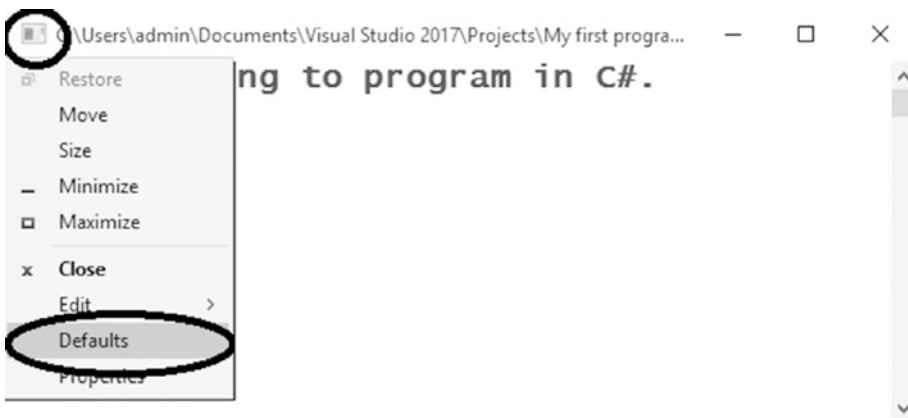 :\Users\admin\Documents\Visual Studio 2017\Projects\My first progra...
ng to program in C#.
Restore
Move
Size
Minimize
Maximize
Close
Edit
Defaults
Properties